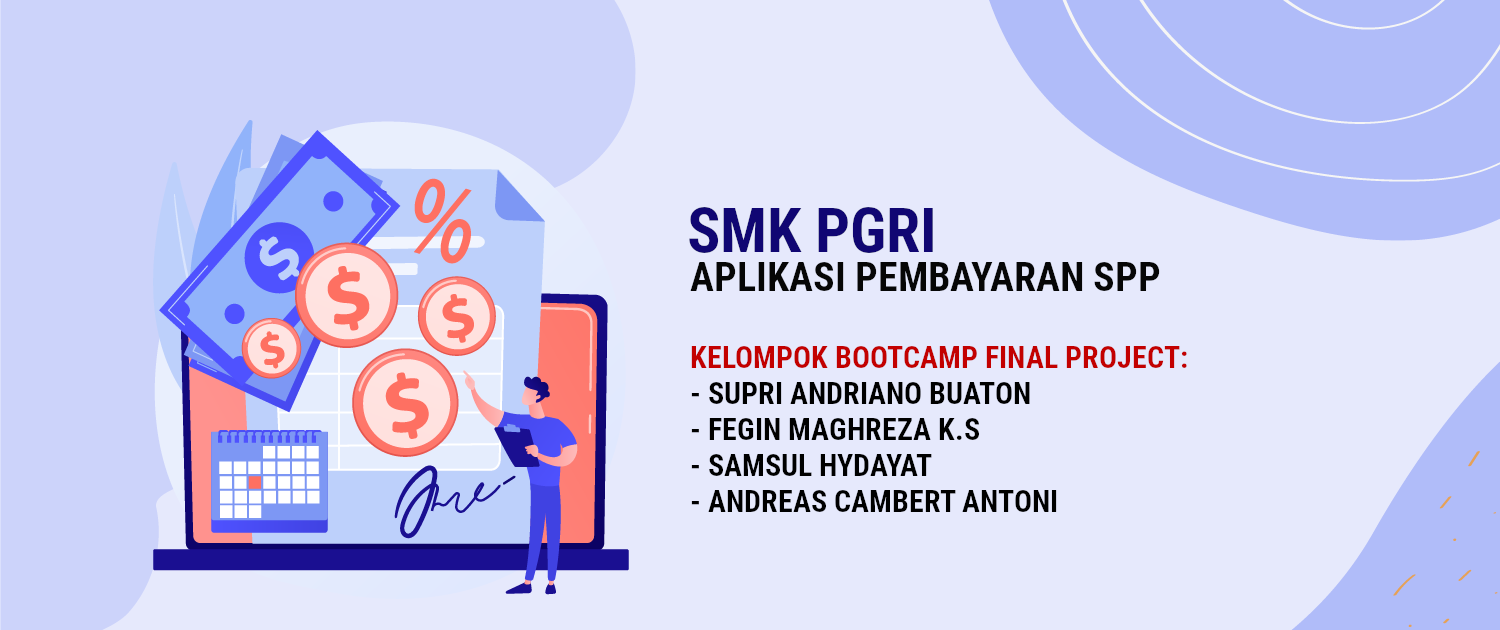 SMK PGRI
APLIKASI PEMBAYARAN SPP
KELOMPOK BOOTCAMP FINAL PROJECT:
- SUPRI ANDRIANO BUATON
- FEGIN MAGHREZA K.S
- SAMSUL HYDAYAT
- ANDREAS CAMBERT ANTONI
%
$
$
$
$
$